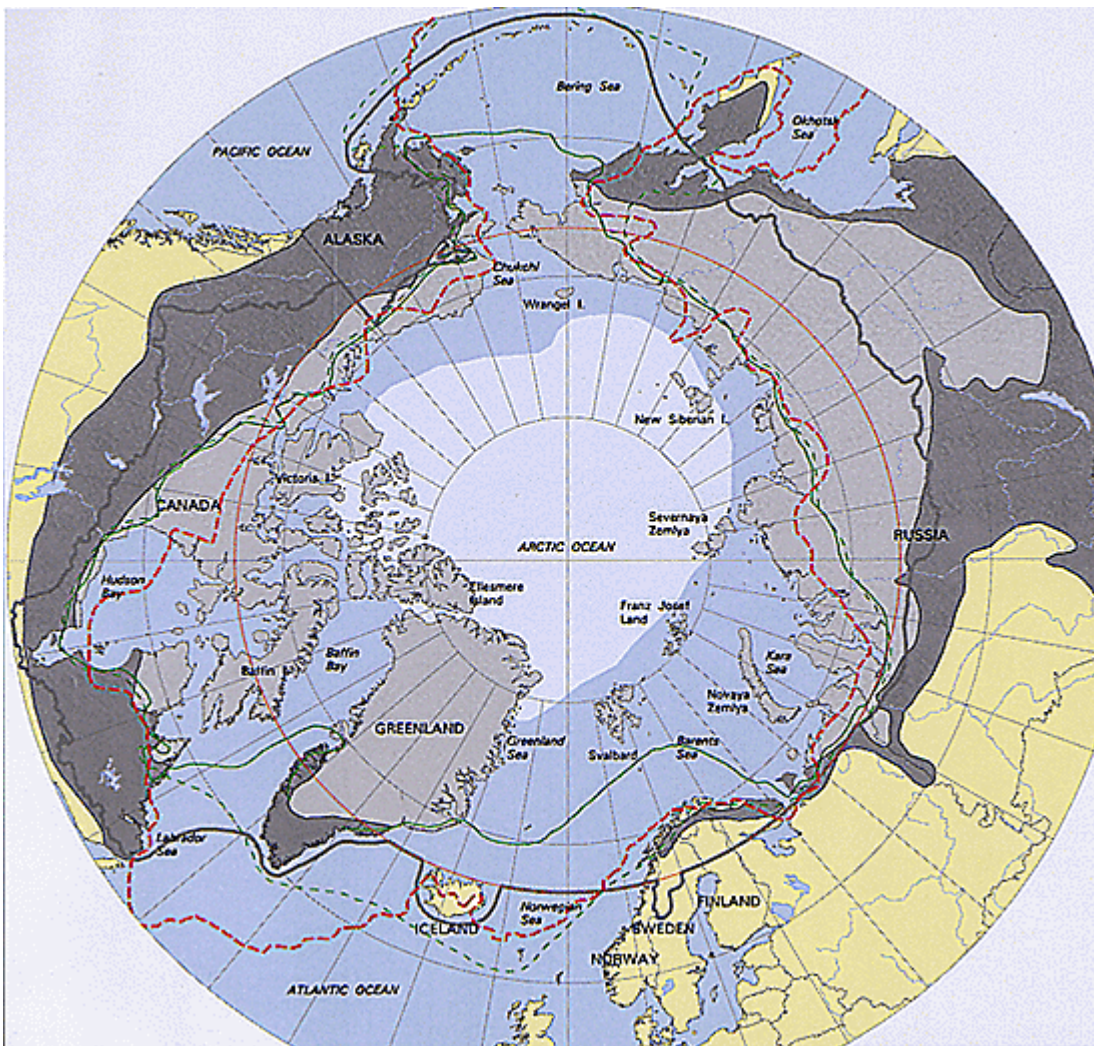 Bering Sea
Okhotsk
Sea
PACIFIC OCEAN
ALASKA
Chukchi
Sea
Wrangel I.
New Siberian I.
Victoria I.
CANADA
Severnaya
Zemlya
RUSSIA
ARCTIC OCEAN
Hudson
Bay
Ellesmere
Island
Franz Josef
Land
Baffin
Bay
Kara
Sea
Baffin I.
Novaya
Zemlya
GREENLAND
Greenland
Sea
Barents
Sea
Svalbard
Labrador
Sea
Norwegian
Sea
ICELAND
FINLAND
SWEDEN
NORWAY
ATLANTIC OCEAN